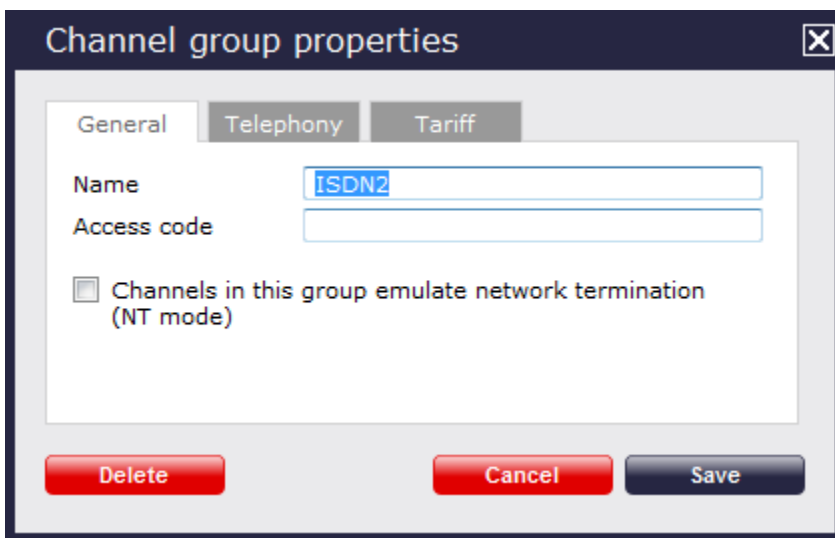 Channel group properties
General Telephony Tariff
Name ISDN2
Access code
Channels in this group emulate network termination
(NT mode)
Delete Cancel Save